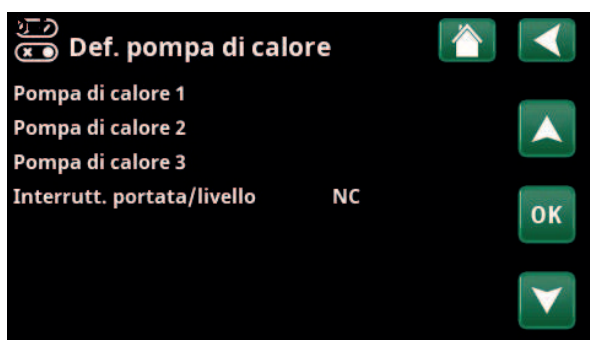 Def. pompa di calore
Pompa di calore 1
Pompa di calore 2
Pompa di calore 3
Interrutt. portata/livello NC
OK